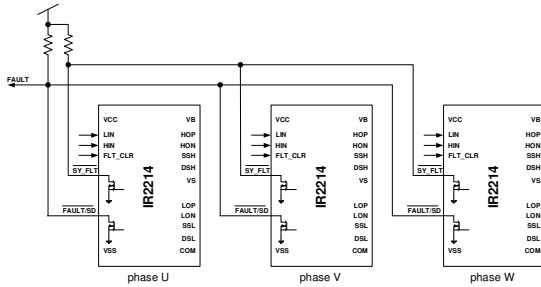 FAULT
VCC VB
LIN HOP
HIN HON
FLT_CLR SSH
DSH
SY_FLT VS
IR2214
LOP
FAULT/SD LON
SSL
DSL
VSS COM
phase U
VCC VB
LIN HOP
HIN HON
FLT_CLR SSH
DSH
SY_FLT VS
IR2214
LOP
FAULT/SD LON
SSL
DSL
VSS COM
phase V
VCC VB
LIN HOP
HIN HON
FLT_CLR SSH
DSH
SY_FLT VS
IR2214
LOP
FAULT/SD LON
SSL
DSL
VSS COM
phase W